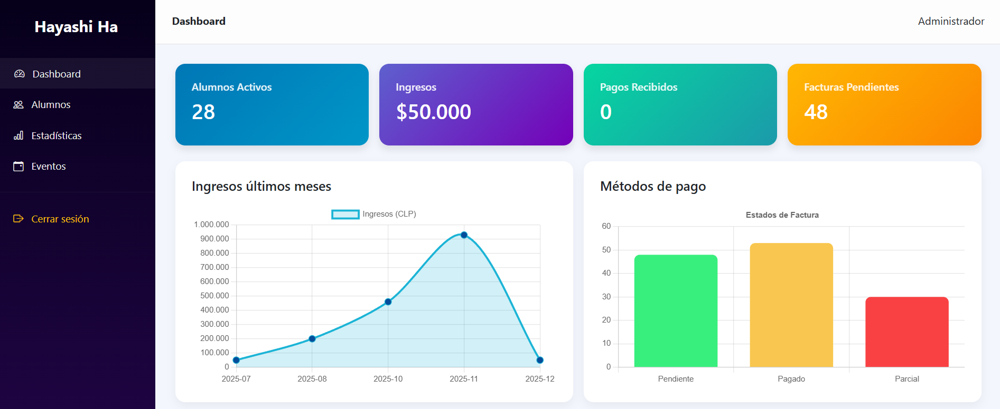 Hayashi Ha
Dashboard
Alumnos
Estadísticas
Eventos
Cerrar sesión
Dashboard
Administrador
Alumnos Activos
28
Ingresos
$50.000
Pagos Recibidos
0
Facturas Pendientes
48
Ingresos últimos meses
Ingresos (CLP)
1.000.000
900.000
800.000
700.000
600.000
500.000
400.000
300.000
200.000
100.000
0
2025-07
2025-08
2025-10
2025-11
2025-12
Métodos de pago
Estados de Factura
60
50
40
30
20
10
0
Pendiente
Pagado
Parcial